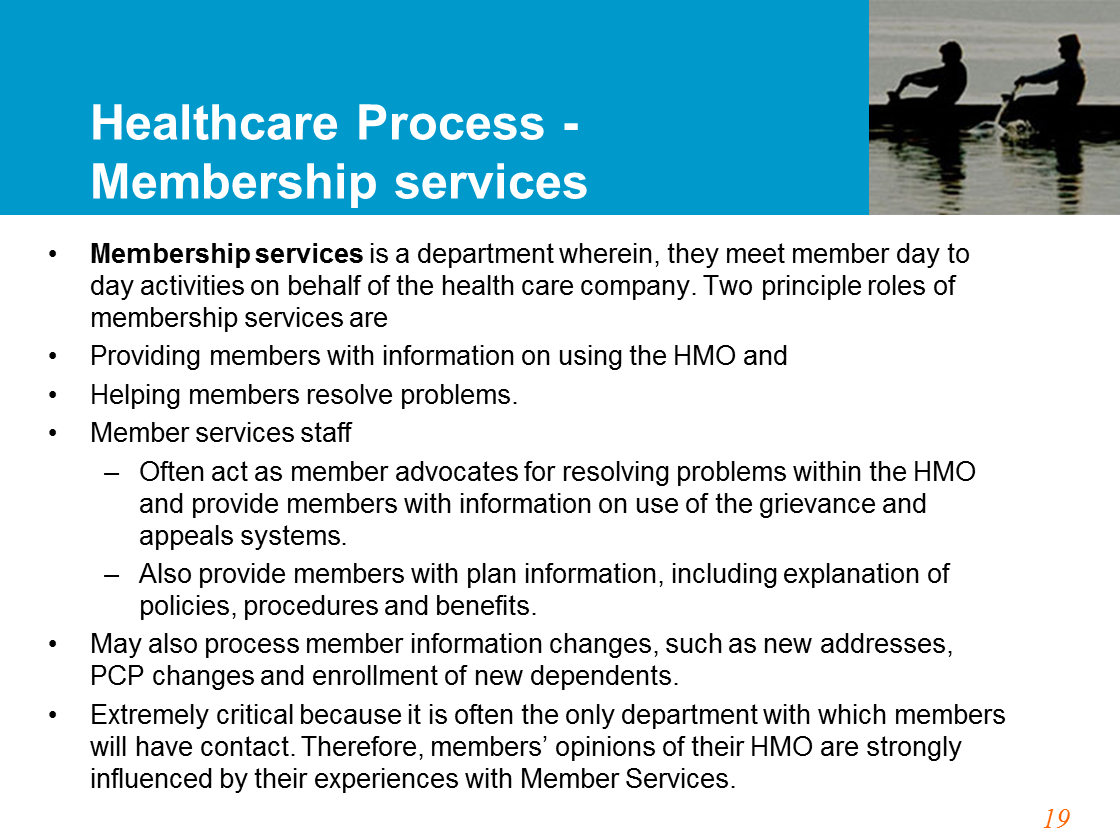 Healthcare Process -
Membership services
• Membership services is a department wherein, they meet member day to
day activities on behalf of the health care company. Two principle roles of
membership services are
• Providing members with information on using the HMO and
• Helping members resolve problems.
• Member services staff
– Often act as member advocates for resolving problems within the HMO
and provide members with information on use of the grievance and
appeals systems.
– Also provide members with plan information, including explanation of
policies, procedures and benefits.
• May also process member information changes, such as new addresses,
PCP changes and enrollment of new dependents.
• Extremely critical because it is often the only department with which members
will have contact. Therefore, members’ opinions of their HMO are strongly
influenced by their experiences with Member Services.
19